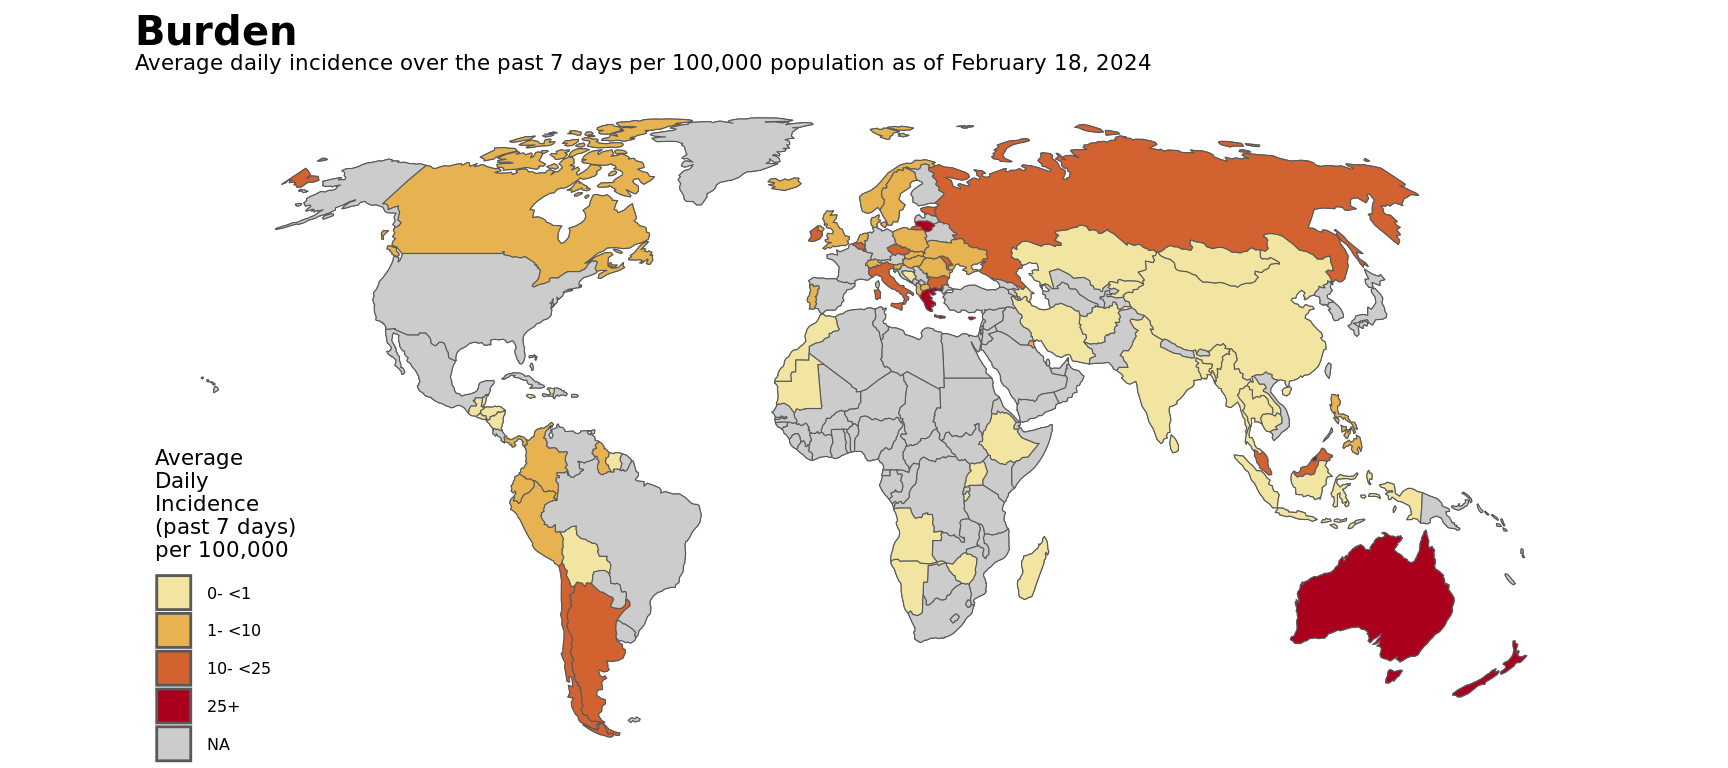 Burden
Average daily incidence over the past 7 days per 100,000 population as of February 18, 2024
Average
Daily
Incidence
(past 7 days)
per 100,000
0- <1
1- <10
10- <25
25+
NA